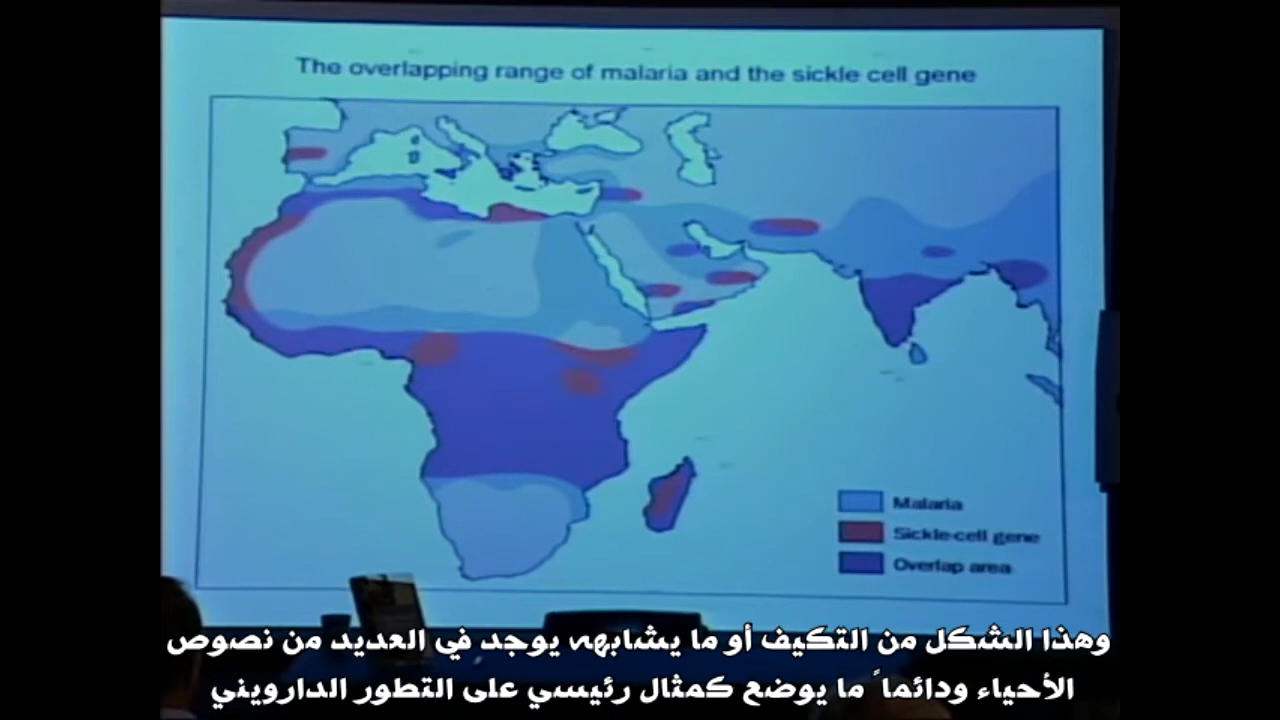 The overlapping range of malaria and the sickle cell gene
Malaria
Sickle-cell gene
Overlap area
وهذا الشكل من التكيف أو ما يشابهه يوجد في العديد من نصوص
الأحياء ودائماً ما يوضع كمثال رئيسي على التطور الدارويني